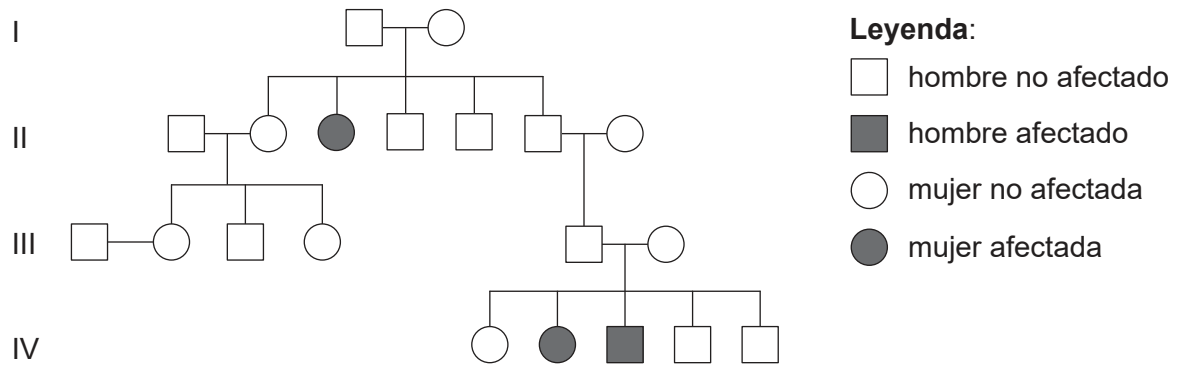 I
II
III
IV
Leyenda:
hombre no afectado
hombre afectado
mujer no afectada
mujer afectada